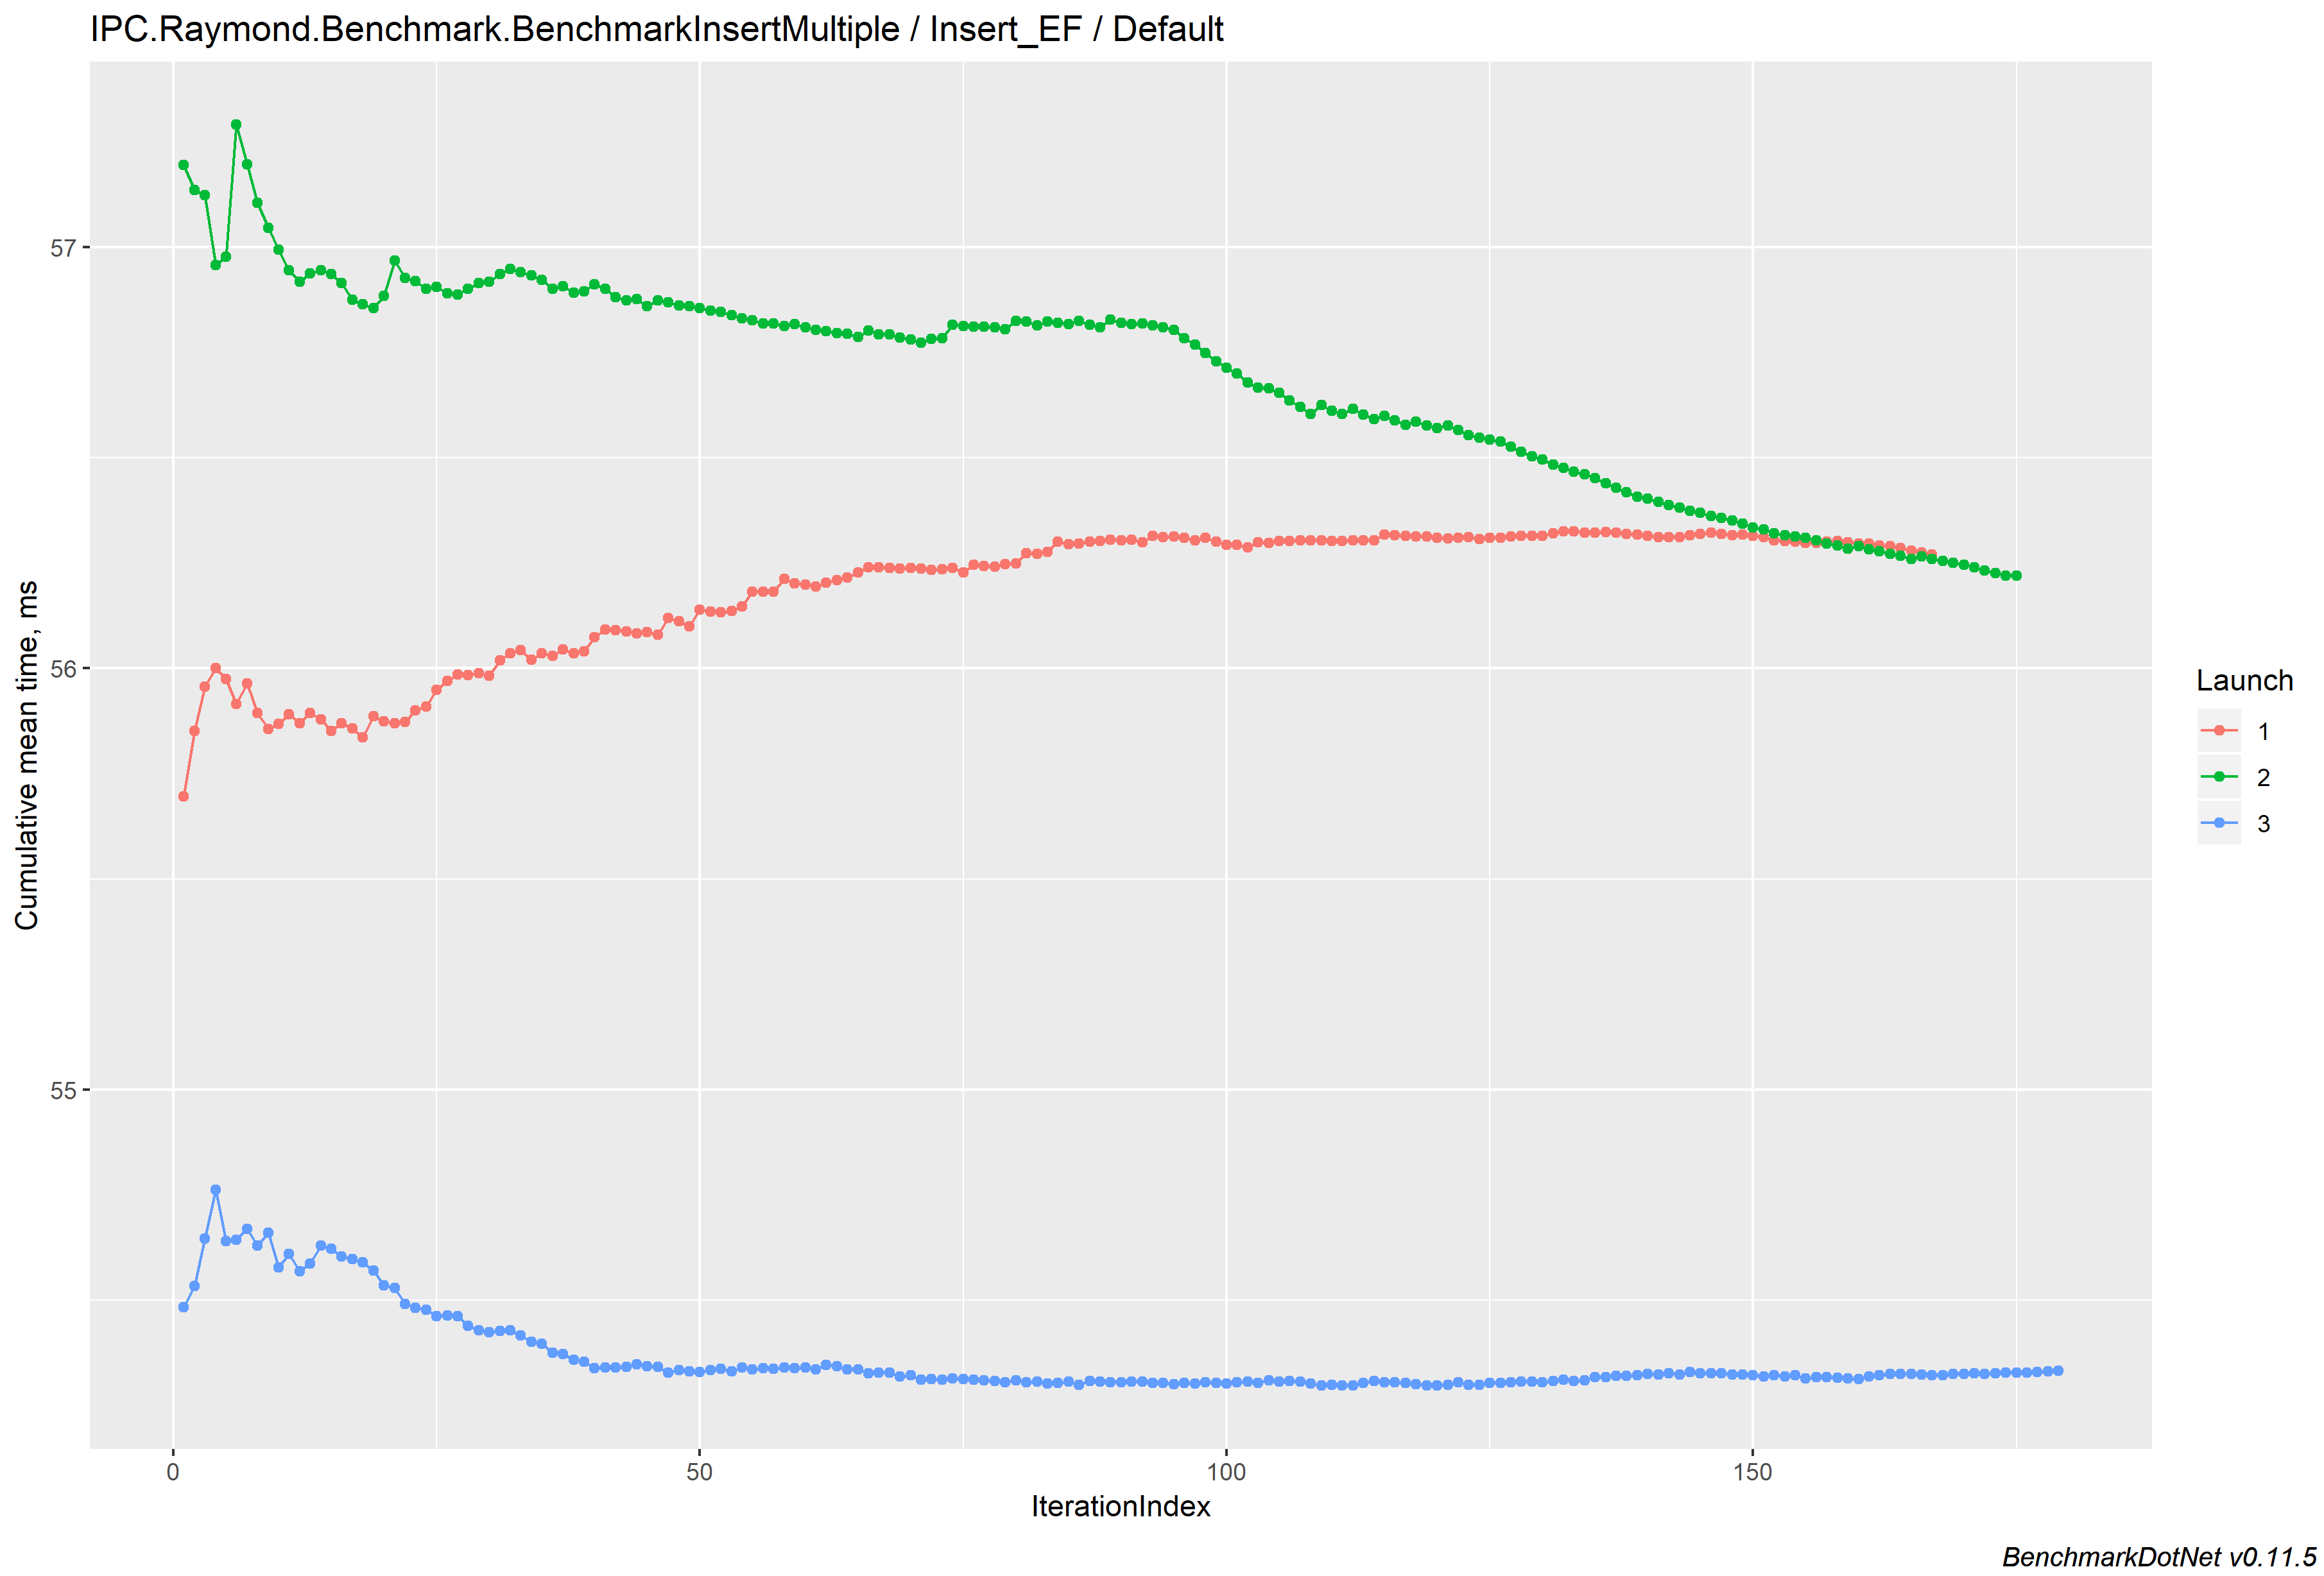 IPC.Raymond.Benchmark.BenchmarkInsertMultiple / Insert_EF / Default
Cumulative mean time, ms
57
56
55
0 50 100 150
IterationIndex
Launch
1
2
3
BenchmarkDotNet v0.11.5